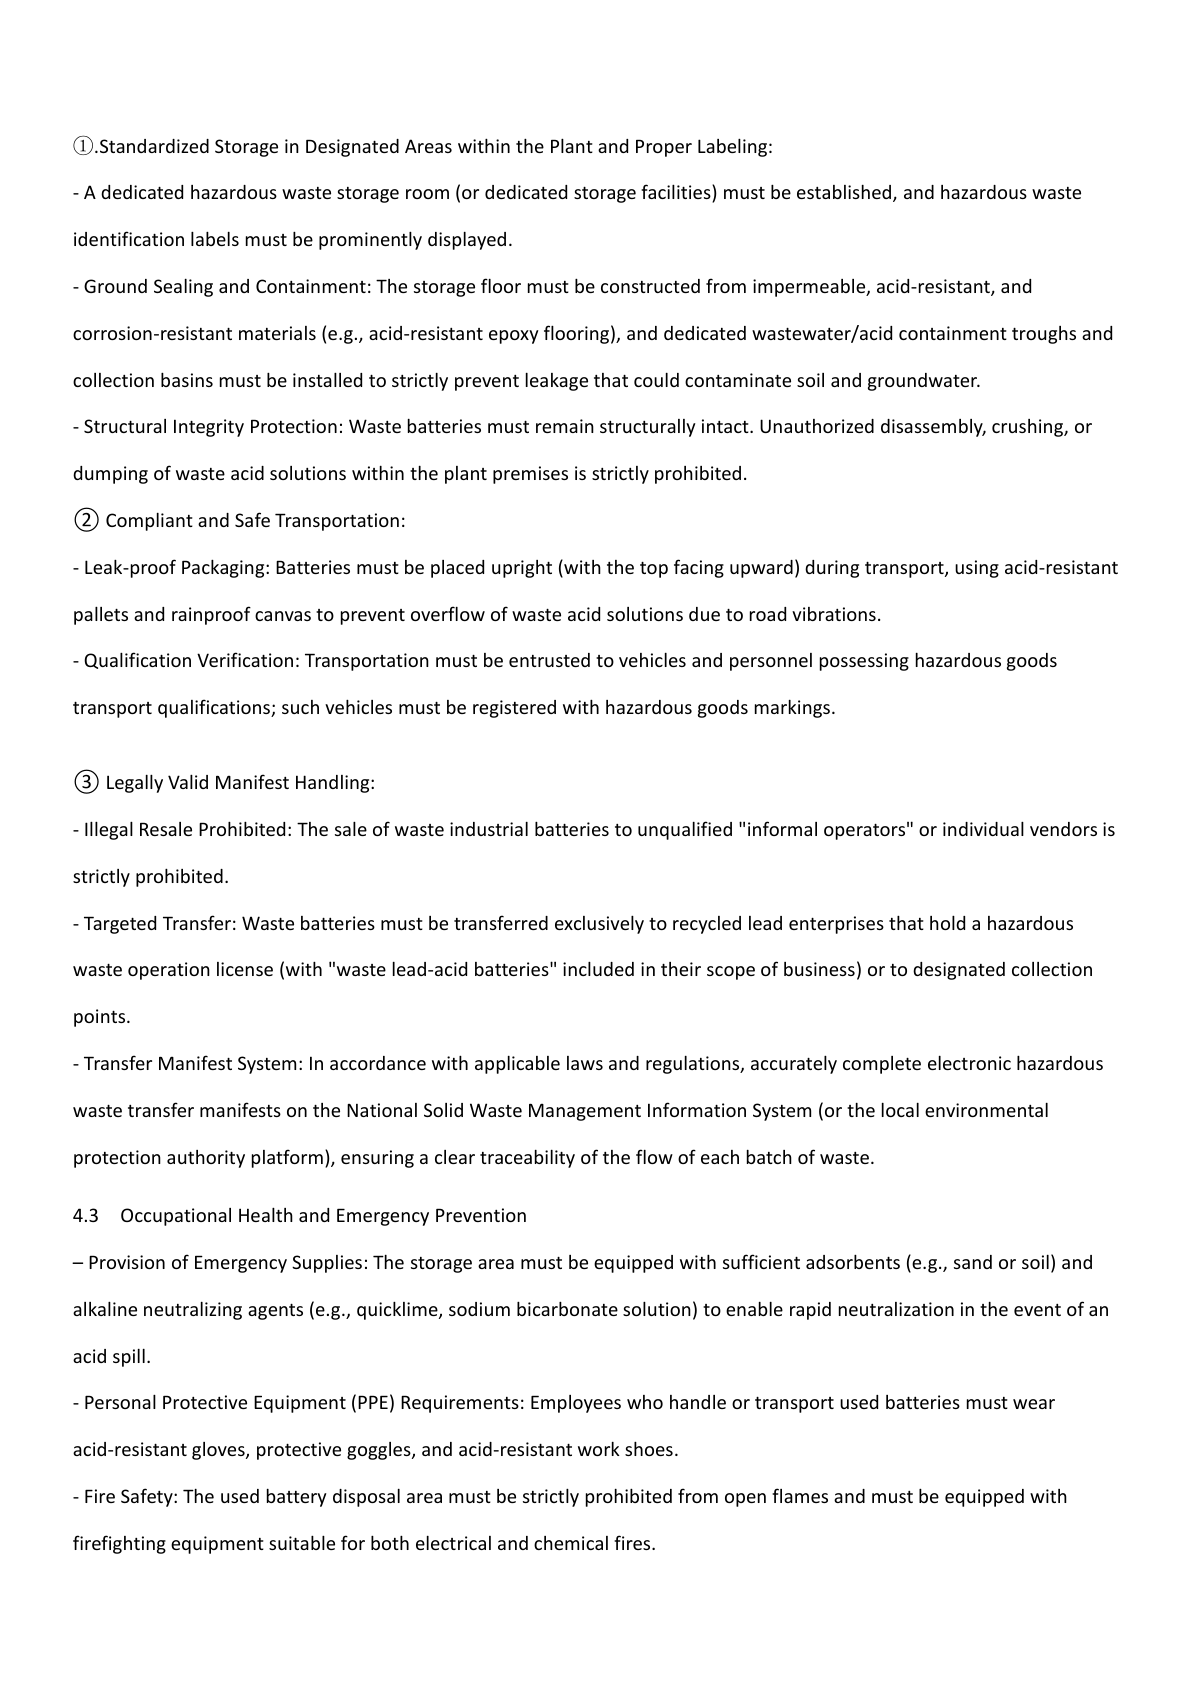 ①.Standardized Storage in Designated Areas within the Plant and Proper Labeling:
- A dedicated hazardous waste storage room (or dedicated storage facilities) must be established, and hazardous waste
identification labels must be prominently displayed.
- Ground Sealing and Containment: The storage floor must be constructed from impermeable, acid-resistant, and
corrosion-resistant materials (e.g., acid-resistant epoxy flooring), and dedicated wastewater/acid containment troughs and
collection basins must be installed to strictly prevent leakage that could contaminate soil and groundwater.
- Structural Integrity Protection: Waste batteries must remain structurally intact. Unauthorized disassembly, crushing, or
dumping of waste acid solutions within the plant premises is strictly prohibited.
② Compliant and Safe Transportation:
- Leak-proof Packaging: Batteries must be placed upright (with the top facing upward) during transport, using acid-resistant
pallets and rainproof canvas to prevent overflow of waste acid solutions due to road vibrations.
- Qualification Verification: Transportation must be entrusted to vehicles and personnel possessing hazardous goods
transport qualifications; such vehicles must be registered with hazardous goods markings.
③ Legally Valid Manifest Handling:
- Illegal Resale Prohibited: The sale of waste industrial batteries to unqualified "informal operators" or individual vendors is
strictly prohibited.
- Targeted Transfer: Waste batteries must be transferred exclusively to recycled lead enterprises that hold a hazardous
waste operation license (with "waste lead-acid batteries" included in their scope of business) or to designated collection
points.
- Transfer Manifest System: In accordance with applicable laws and regulations, accurately complete electronic hazardous
waste transfer manifests on the National Solid Waste Management Information System (or the local environmental
protection authority platform), ensuring a clear traceability of the flow of each batch of waste.
4.3 Occupational Health and Emergency Prevention
– Provision of Emergency Supplies: The storage area must be equipped with sufficient adsorbents (e.g., sand or soil) and
alkaline neutralizing agents (e.g., quicklime, sodium bicarbonate solution) to enable rapid neutralization in the event of an
acid spill.
- Personal Protective Equipment (PPE) Requirements: Employees who handle or transport used batteries must wear
acid-resistant gloves, protective goggles, and acid-resistant work shoes.
- Fire Safety: The used battery disposal area must be strictly prohibited from open flames and must be equipped with
firefighting equipment suitable for both electrical and chemical fires.